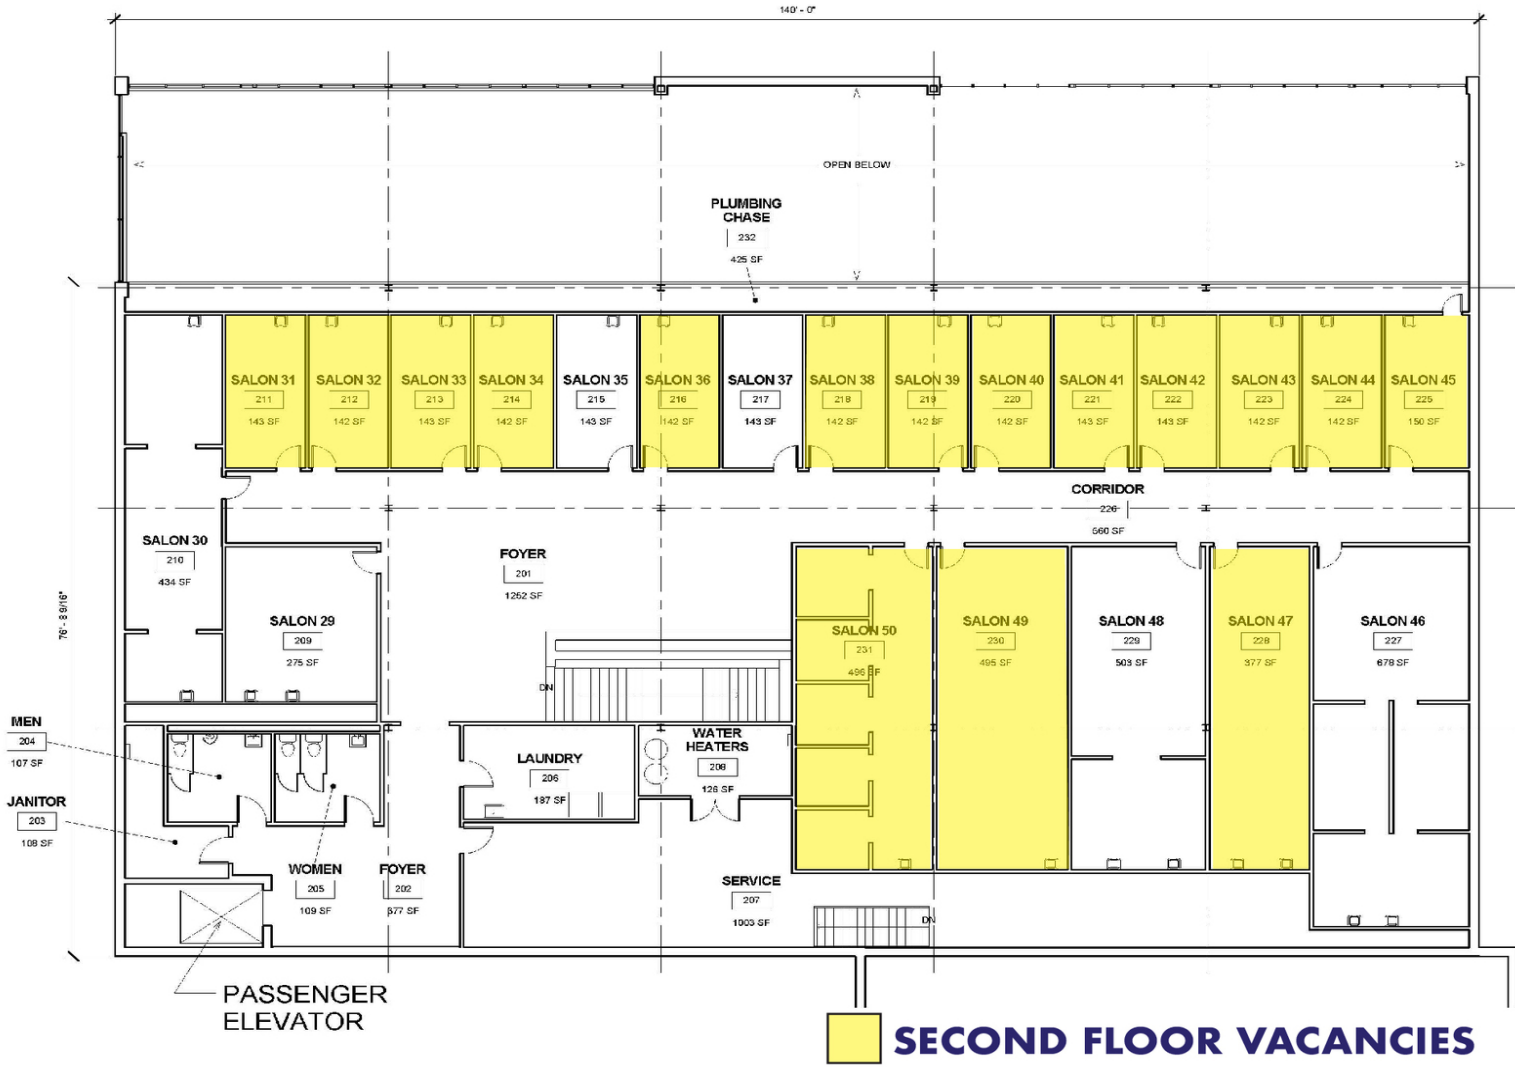 140' - 0"
OPEN BELOW
PLUMBING
CHASE
232
425 SF
SALON 31
211
143 SF
SALON 32
212
142 SF
SALON 33
213
143 SF
SALON 34
214
142 SF
SALON 35
215
143 SF
SALON 36
216
142 SF
SALON 37
217
143 SF
SALON 38
218
142 SF
SALON 39
219
142 SF
SALON 40
220
142 SF
SALON 41
221
143 SF
SALON 42
222
143 SF
SALON 43
223
142 SF
SALON 44
224
142 SF
SALON 45
225
150 SF
CORRIDOR
226
560 SF
SALON 30
210
434 SF
FOYER
201
1262 SF
76' - 8 9/16"
SALON 29
209
275 SF
SALON 50
231
496 SF
SALON 49
230
495 SF
SALON 48
229
503 SF
SALON 47
228
377 SF
SALON 46
227
678 SF
DN
MEN
204
107 SF
LAUNDRY
206
187 SF
WATER
HEATERS
208
126 SF
JANITOR
203
108 SF
WOMEN
205
109 SF
FOYER
202
377 SF
SERVICE
207
1003 SF
DN
PASSENGER
ELEVATOR
SECOND FLOOR VACANCIES